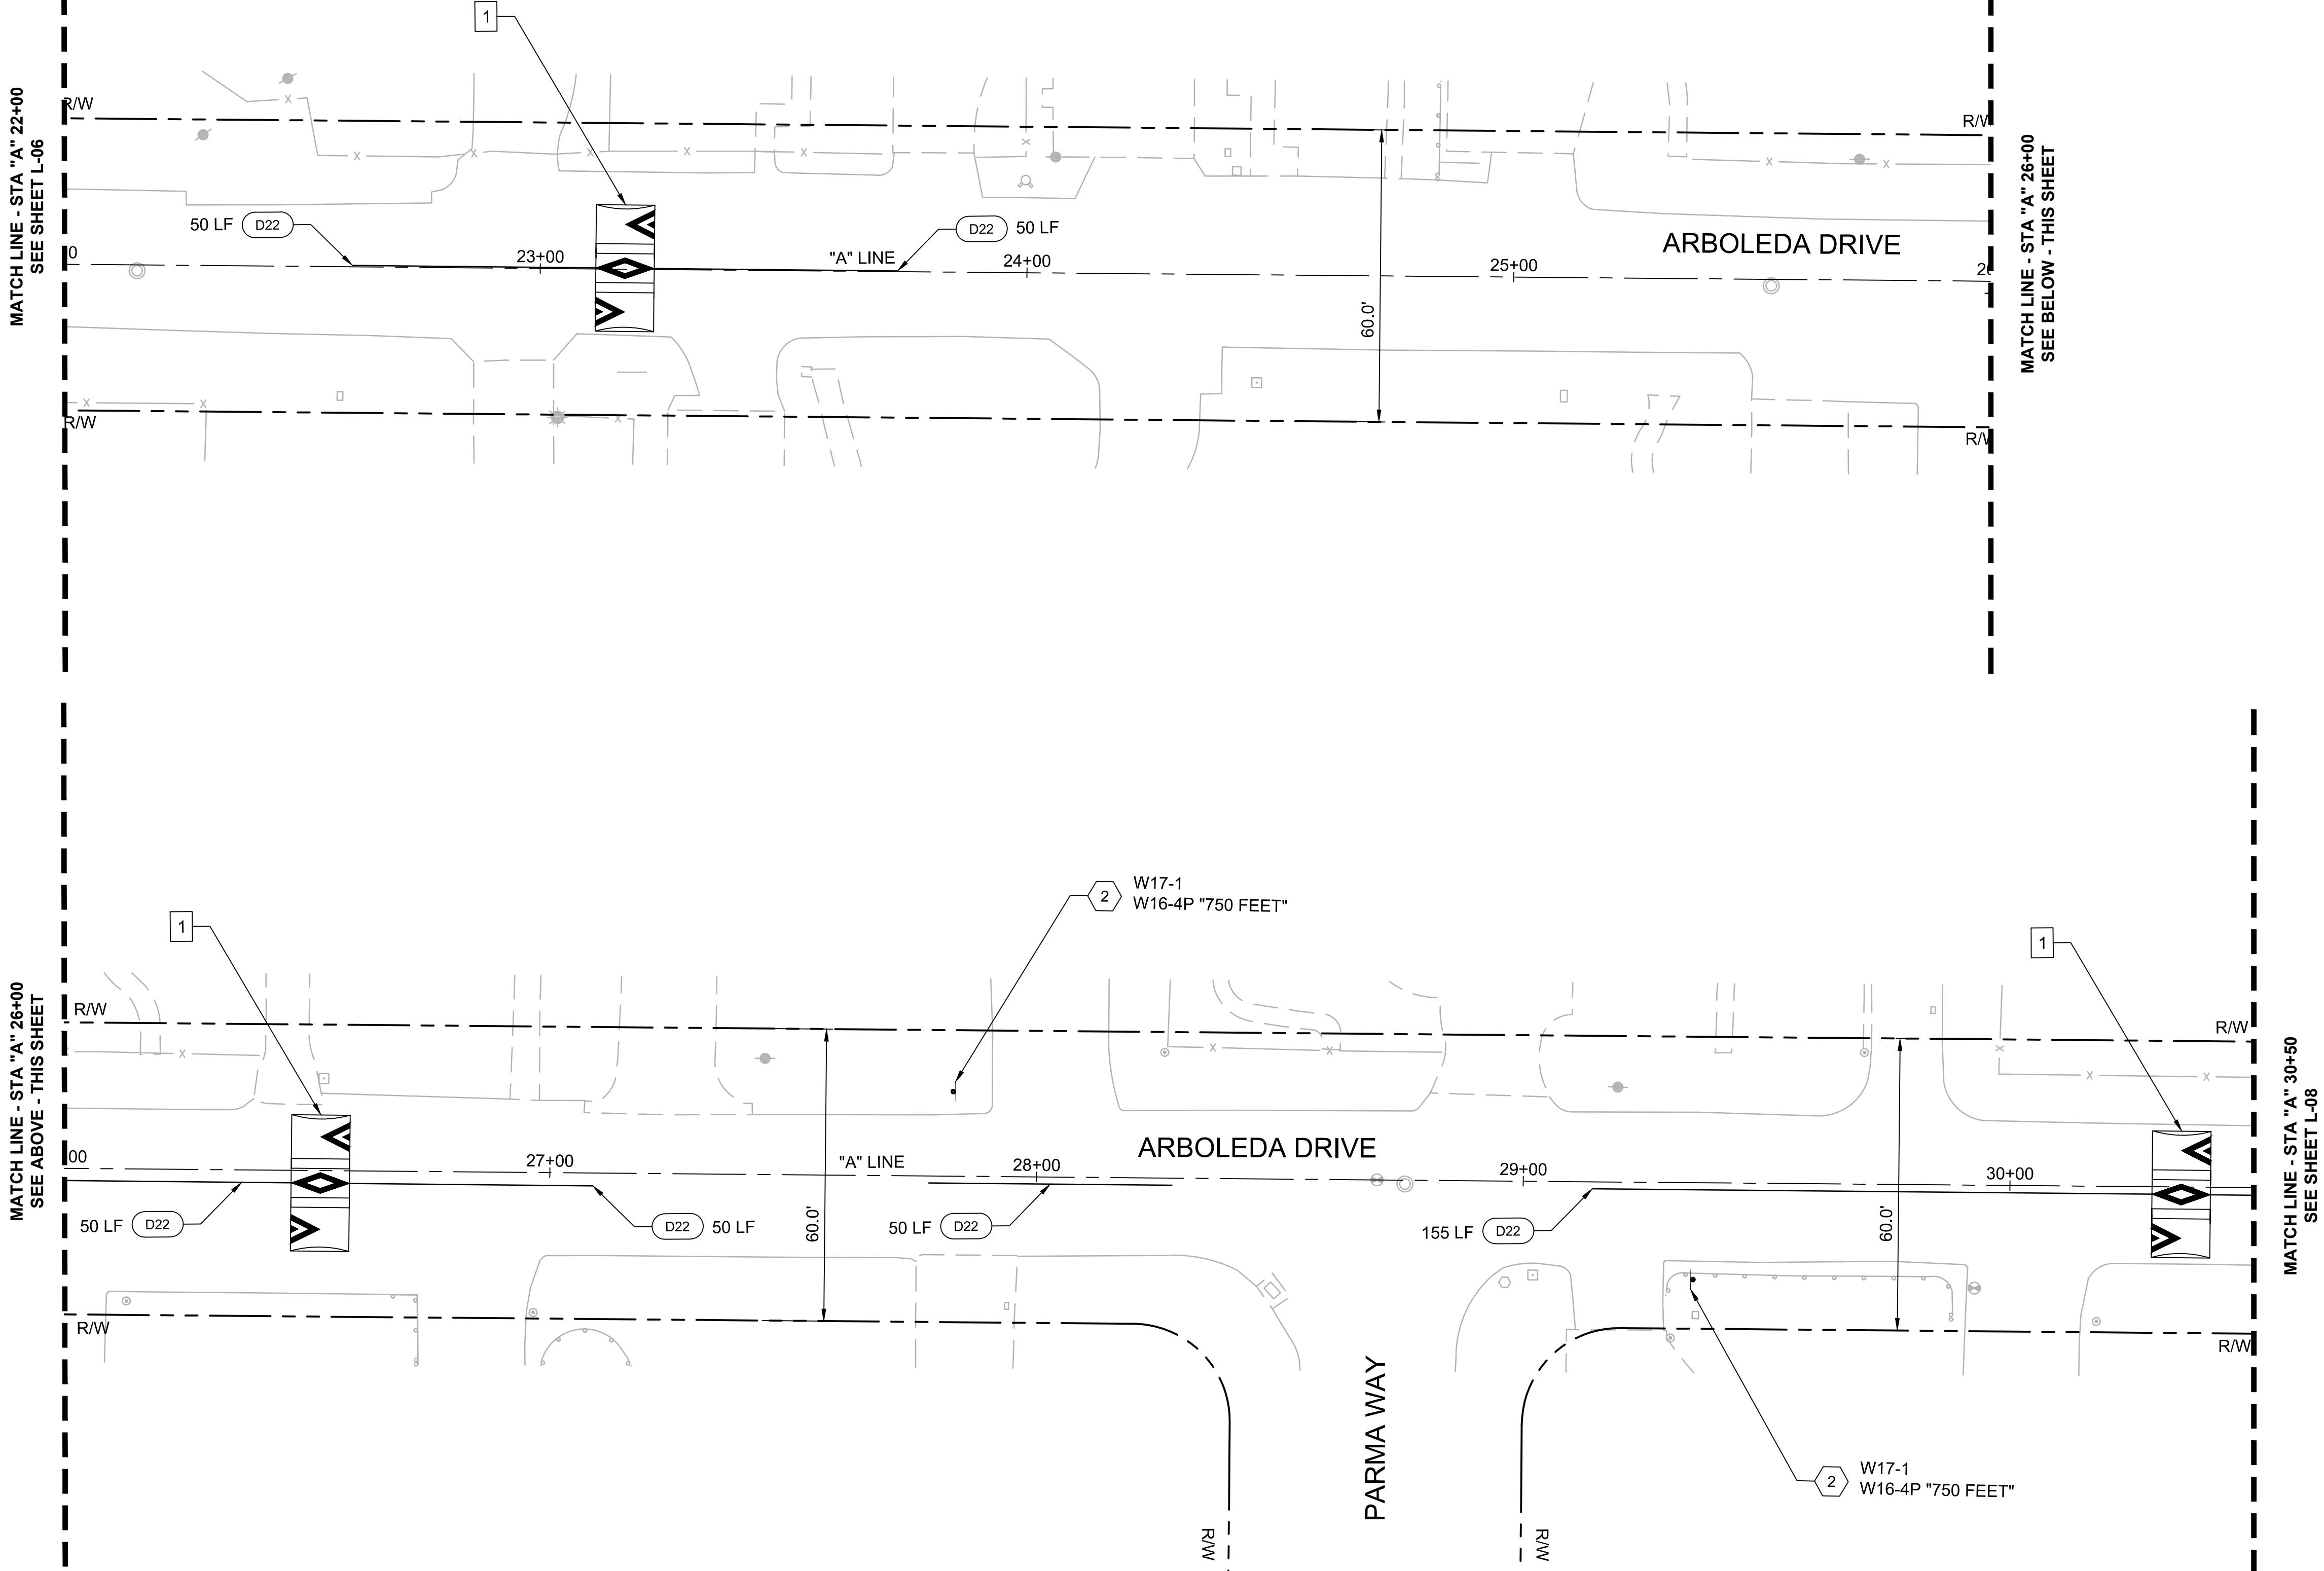 1
MATCH LINE - STA "A" 22+00
SEE SHEET L-06
R/W
R/W
50 LF D22
D22 50 LF
23+00
"A" LINE
24+00
25+00
ARBOLEDA DRIVE
60.0'
R/W
R/W
MATCH LINE - STA "A" 26+00
SEE BELOW - THIS SHEET
2 W17-1
W16-4P "750 FEET"
1
1
MATCH LINE - STA "A" 26+00
SEE ABOVE - THIS SHEET
R/W
R/W
00
27+00
"A" LINE
28+00
ARBOLEDA DRIVE
29+00
30+00
50 LF D22
D22 50 LF
60.0'
50 LF D22
155 LF D22
60.0'
R/W
R/W
MATCH LINE - STA "A" 30+50
SEE SHEET L-08
PARMA WAY
R/W
R/W
2 W17-1
W16-4P "750 FEET"